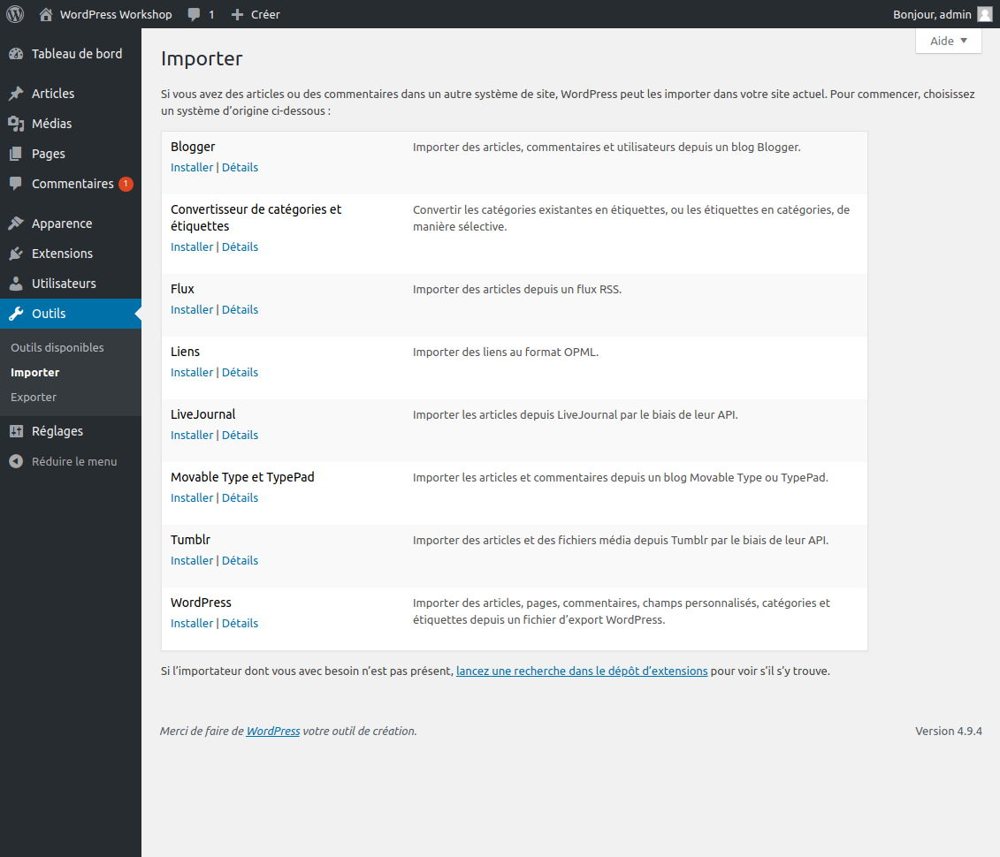 WordPress Workshop 1 Créer Bonjour, admin
Aide
Tableau de bord
Articles
Médias
Pages
Commentaires 1
Apparence
Extensions
Utilisateurs
Outils
Outils disponibles
Importer
Exporter
Réglages
Réduire le menu
Importer
Si vous avez des articles ou des commentaires dans un autre système de site, WordPress peut les importer dans votre site actuel. Pour commencer, choisissez
un système d’origine ci-dessous :
Blogger
Installer | Détails
Importer des articles, commentaires et utilisateurs depuis un blog Blogger.
Convertisseur de catégories et
étiquettes
Installer | Détails
Convertir les catégories existantes en étiquettes, ou les étiquettes en catégories, de
manière sélective.
Flux
Installer | Détails
Importer des articles depuis un flux RSS.
Liens
Installer | Détails
Importer des liens au format OPML.
LiveJournal
Installer | Détails
Importer les articles depuis LiveJournal par le biais de leur API.
Movable Type et TypePad
Installer | Détails
Importer les articles et commentaires depuis un blog Movable Type ou TypePad.
Tumblr
Installer | Détails
Importer des articles et des fichiers média depuis Tumblr par le biais de leur API.
WordPress
Installer | Détails
Importer des articles, pages, commentaires, champs personnalisés, catégories et
étiquettes depuis un fichier d’export WordPress.
Si l’importateur dont vous avec besoin n’est pas présent, lancez une recherche dans le dépôt d’extensions pour voir s’il s’y trouve.
Merci de faire de WordPress votre outil de création.
Version 4.9.4